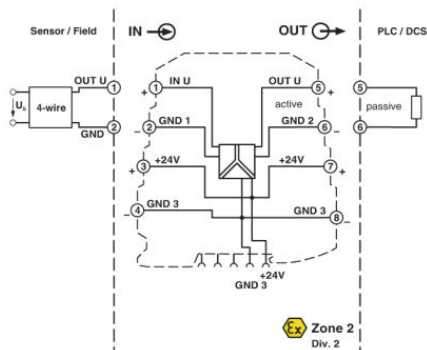 Sensor / Field
IN
OUT
PLC / DCS
OUT U 1
1 IN U
OUT U 5
5
+
+
U
4-wire
active
passive
2
GND
2 GND 1
GND 2 6
6
–
–
3 +24V
+24V 7
+
+
4 GND 3
GND 3 8
–
–
+24V
GND 3
Ex Zone 2
Div. 2